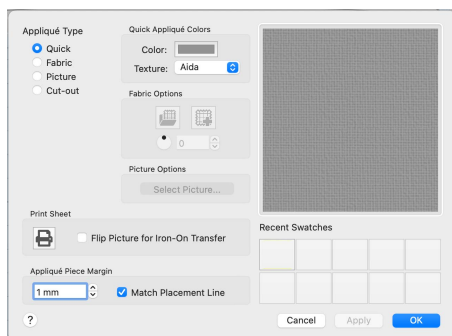 Appliqué Type
Quick
Fabric
Picture
Cut-out
Quick Appliqué Colors
Color:
Texture: Aida
Fabric Options
0
Picture Options
Select Picture...
Print Sheet
Flip Picture for Iron-On Transfer
Appliqué Piece Margin
1 mm
Match Placement Line
Recent Swatches
?
Cancel
Apply
OK